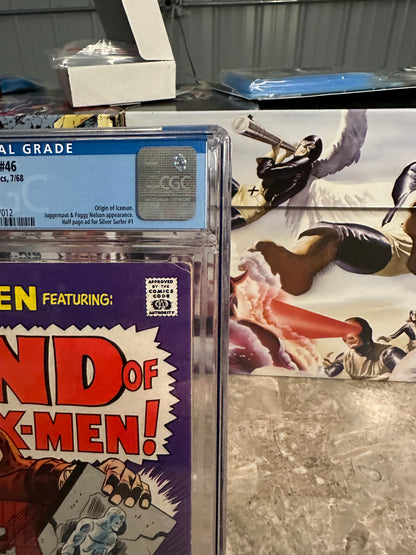 AL GRADE
#46
cs, 7/68
Origin of Iceman.
Juggernaut & Foggy Nelson appearance.
Half page ad for Silver Surfer #1
7012
CGC
EN FEATURING:
APPROVED
BY THE
COMICS
CODE
AUTHORITY
ND OF
X-MEN!